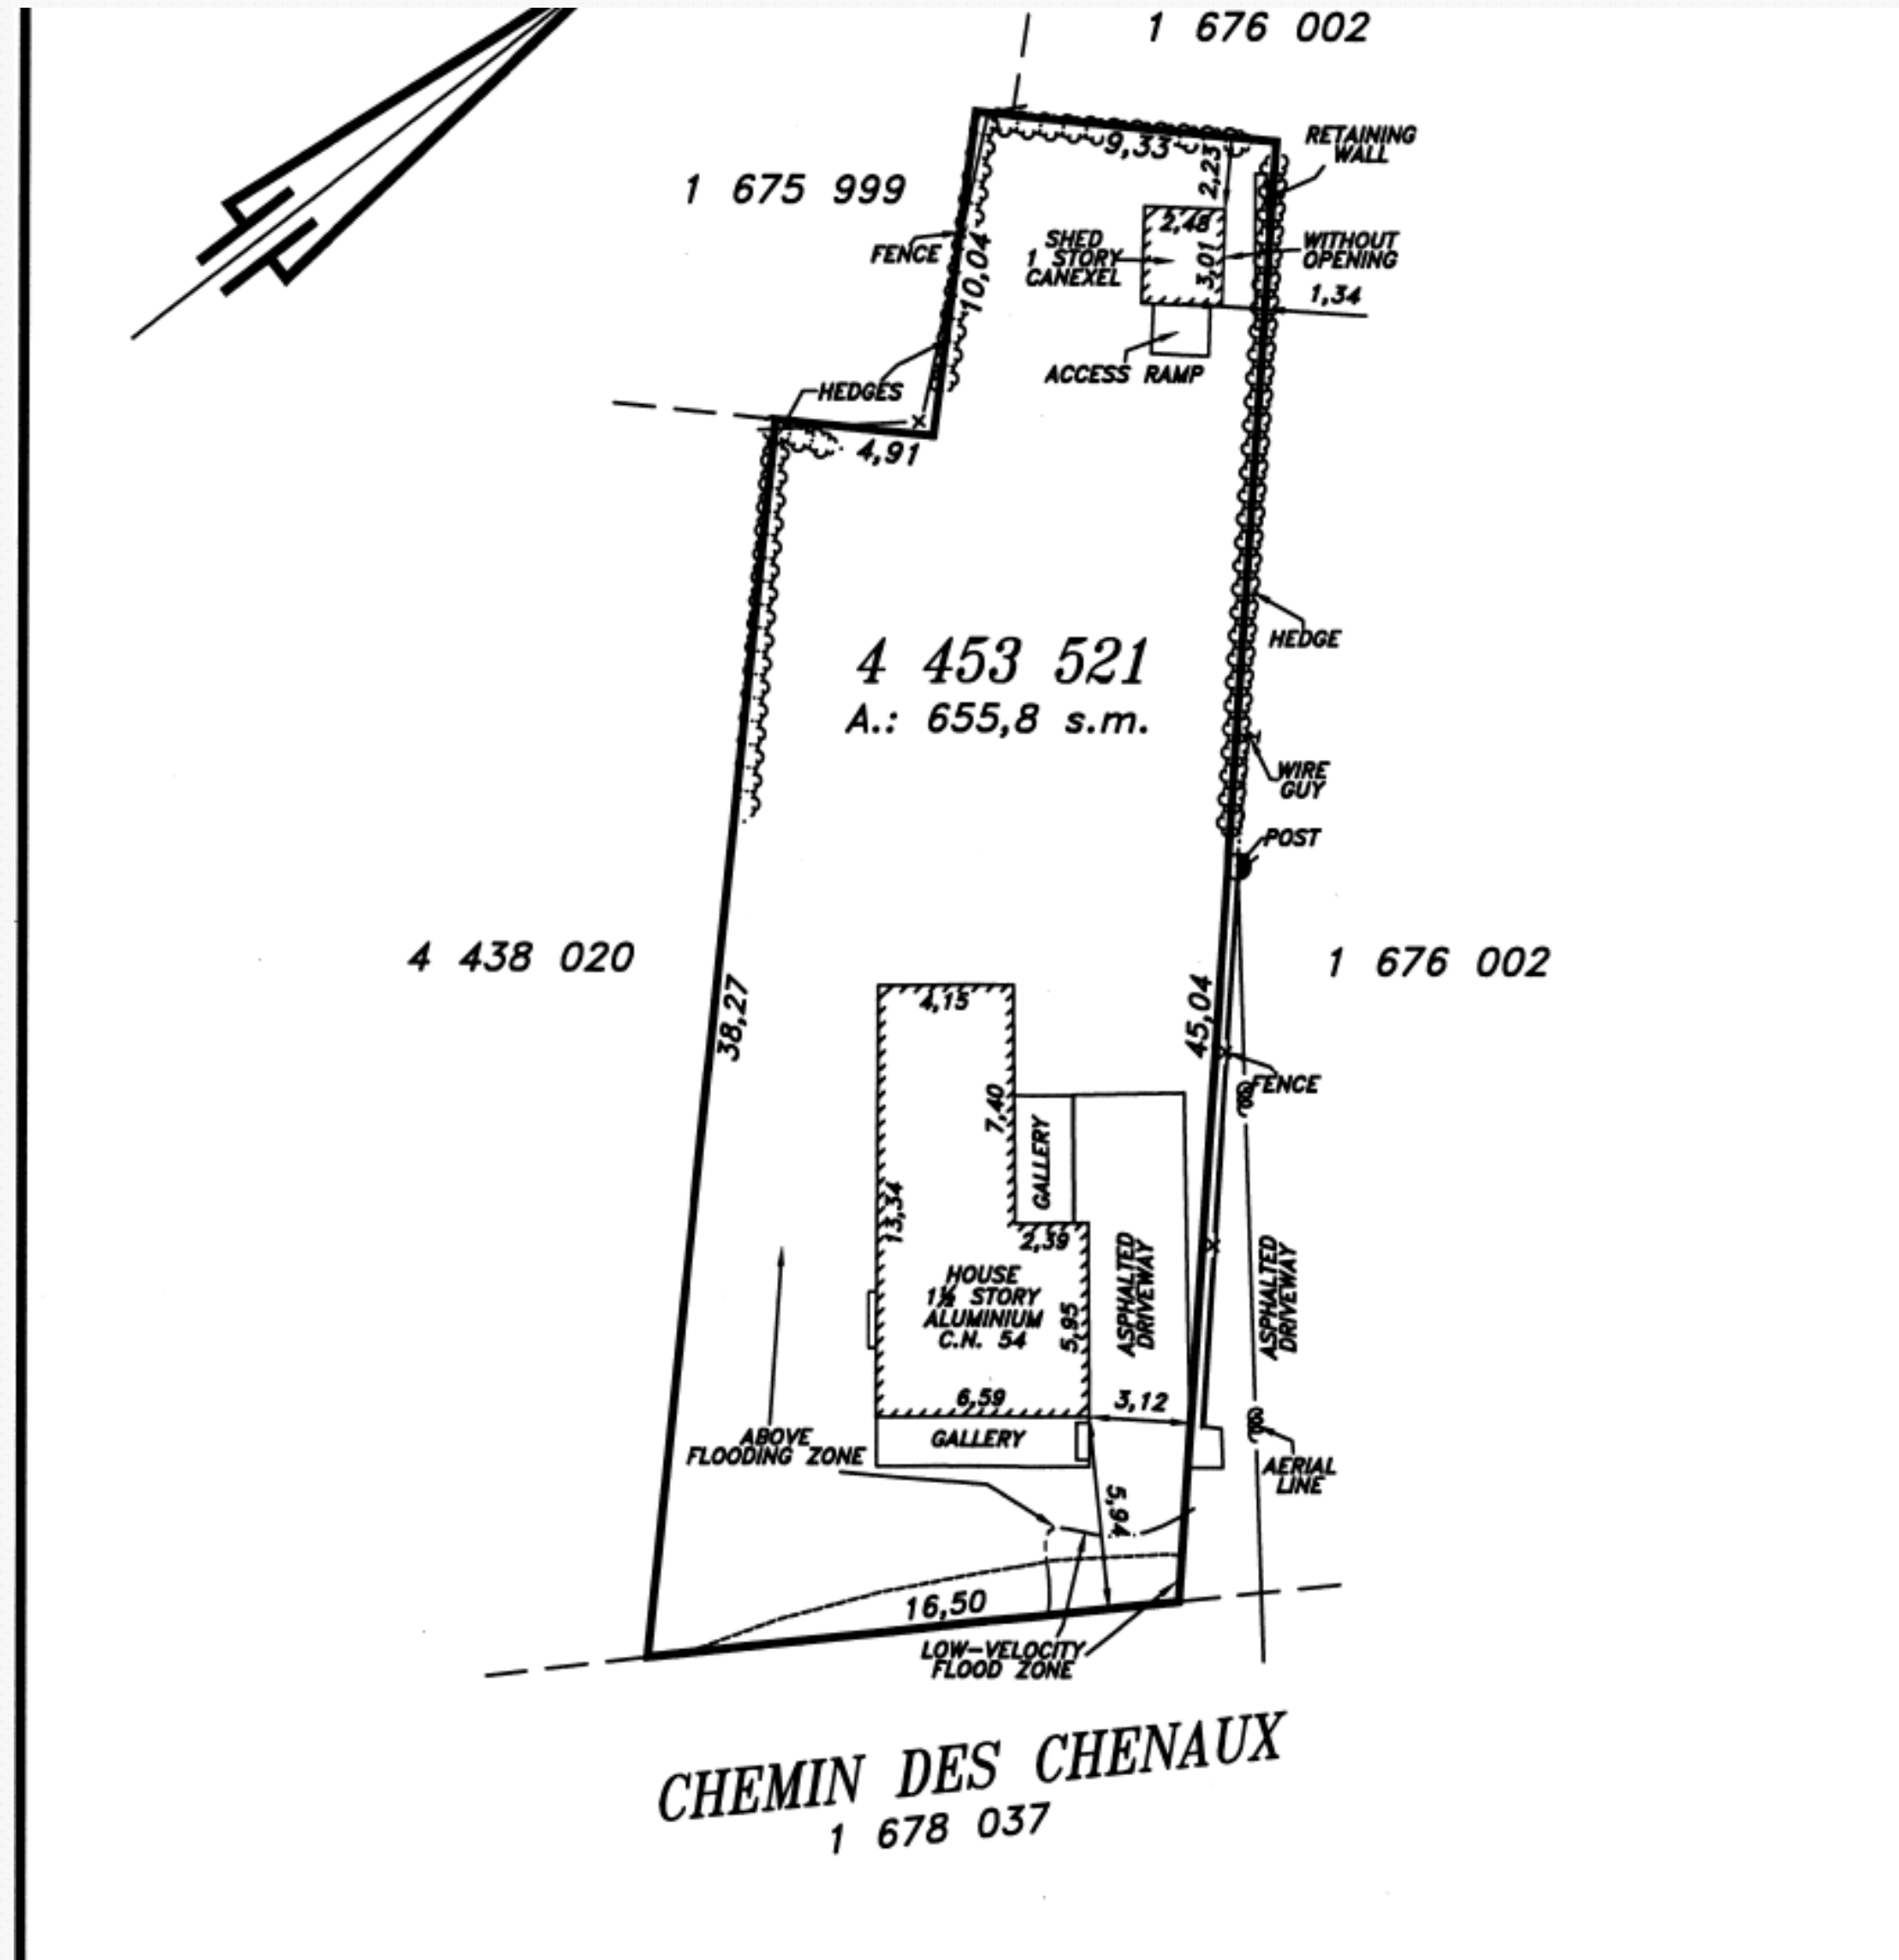 1 676 002
RETAINING
WALL
9,33
2,23
1 675 999
FENCE
10,04
SHED
1 STORY
CANEXEL
2,48
3,01
WITHOUT
OPENING
1,34
ACCESS RAMP
HEDGES
4,91
HEDGE
4 453 521
A.: 655,8 s.m.
WIRE
GUY
POST
4 438 020
1 676 002
38,27
45,04
4,15
FENCE
7,40
GALLERY
13,34
2,39
ASPHALTED
DRIVEWAY
ASPHALTED
DRIVEWAY
HOUSE
1½ STORY
ALUMINIUM
C.N. 54
5,95
6,59
3,12
GALLERY
ABOVE
FLOODING ZONE
AERIAL
LINE
5,94
16,50
LOW-VELOCITY
FLOOD ZONE
CHEMIN DES CHENAUX
1 678 037